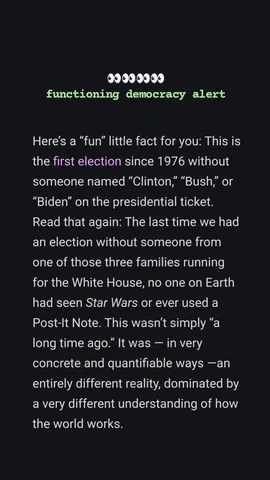 👀👀👀👀
functioning democracy alert
Here's a “fun” little fact for you: This is
the first election since 1976 without
someone named “Clinton,” “Bush,” or
“Biden” on the presidential ticket.
Read that again: The last time we had
an election without someone from
one of those three families running
for the White House, no one on Earth
had seen Star Wars or ever used a
Post-It Note. This wasn’t simply “a
long time ago.” It was — in very
concrete and quantifiable ways —an
entirely different reality, dominated by
a very different understanding of how
the world works.